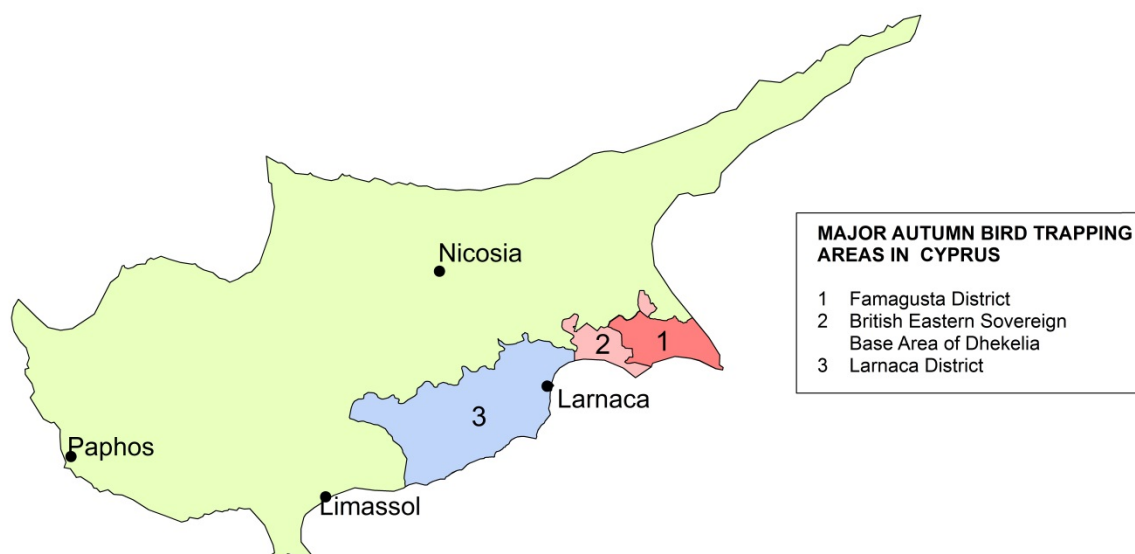 Nicosia
MAJOR AUTUMN BIRD TRAPPING
AREAS IN CYPRUS
1 Famagusta District
2 British Eastern Sovereign
Base Area of Dhekelia
3 Larnaca District
1
2
Larnaca
3
Paphos
Limassol